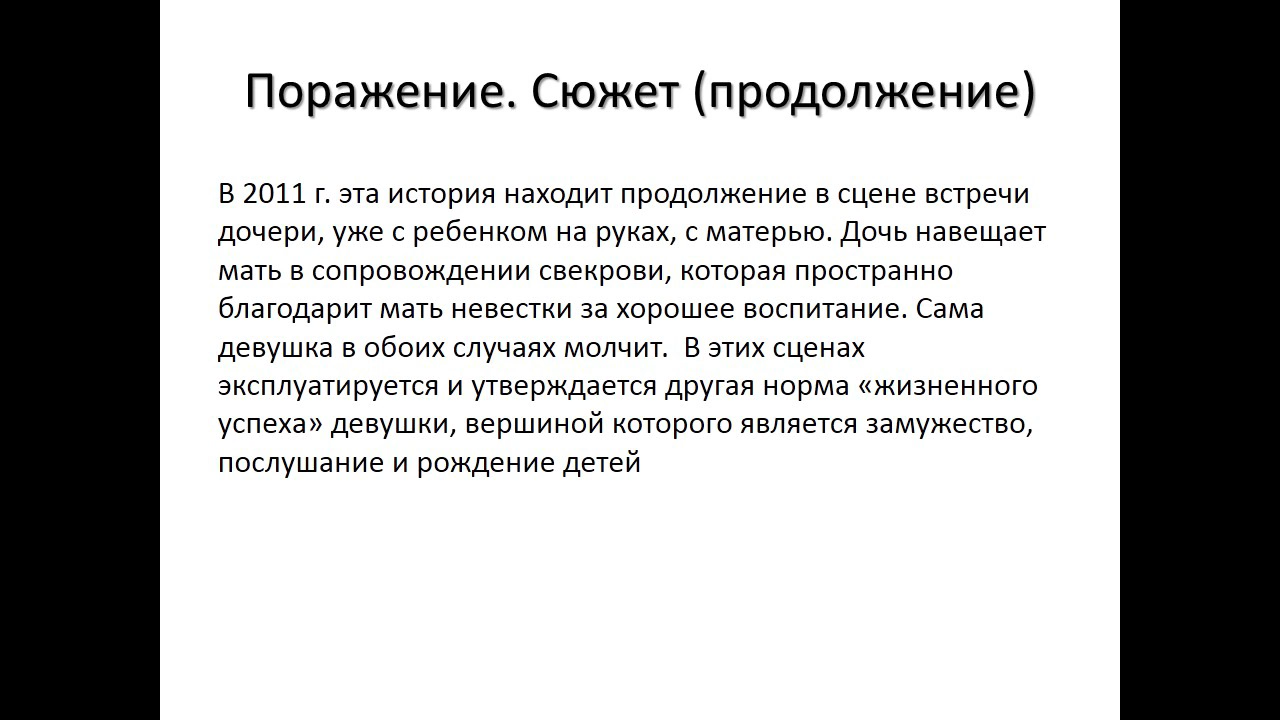 Поражение. Сюжет (продолжение)
В 2011 г. эта история находит продолжение в сцене встречи
дочери, уже с ребенком на руках, с матерью. Дочь навещает
мать в сопровождении свекрови, которая пространно
благодарит мать невестки за хорошее воспитание. Сама
девушка в обоих случаях молчит.  В этих сценах
эксплуатируется и утверждается другая норма «жизненного
успеха» девушки, вершиной которого является замужество,
послушание и рождение детей